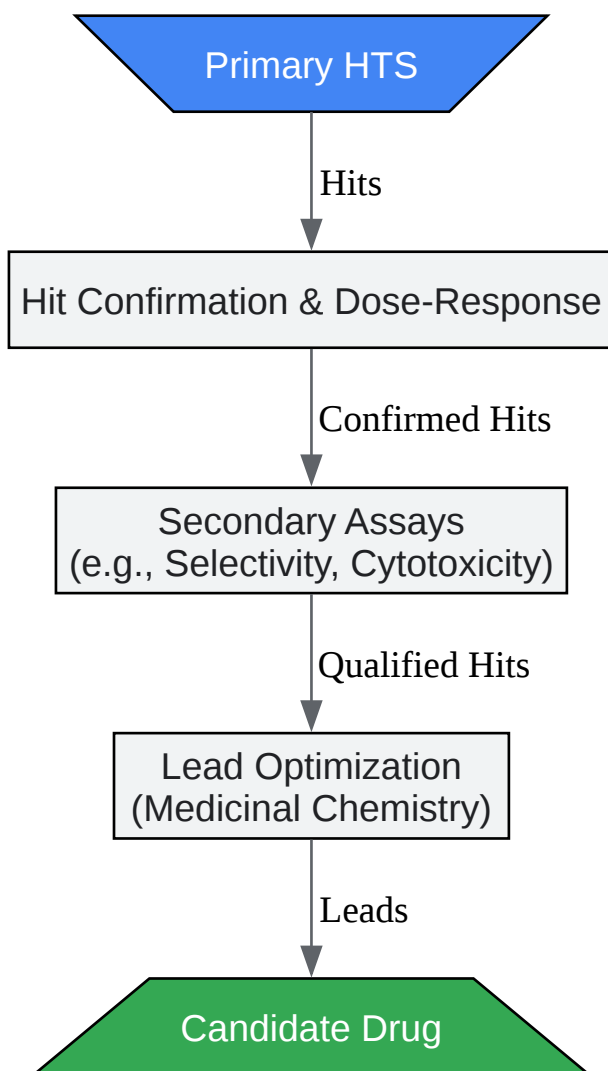 Primary HTS
Hits
Hit Confirmation & Dose-Response
Confirmed Hits
Secondary Assays
(e.g., Selectivity, Cytotoxicity)
Qualified Hits
Lead Optimization
(Medicinal Chemistry)
Leads
Candidate Drug